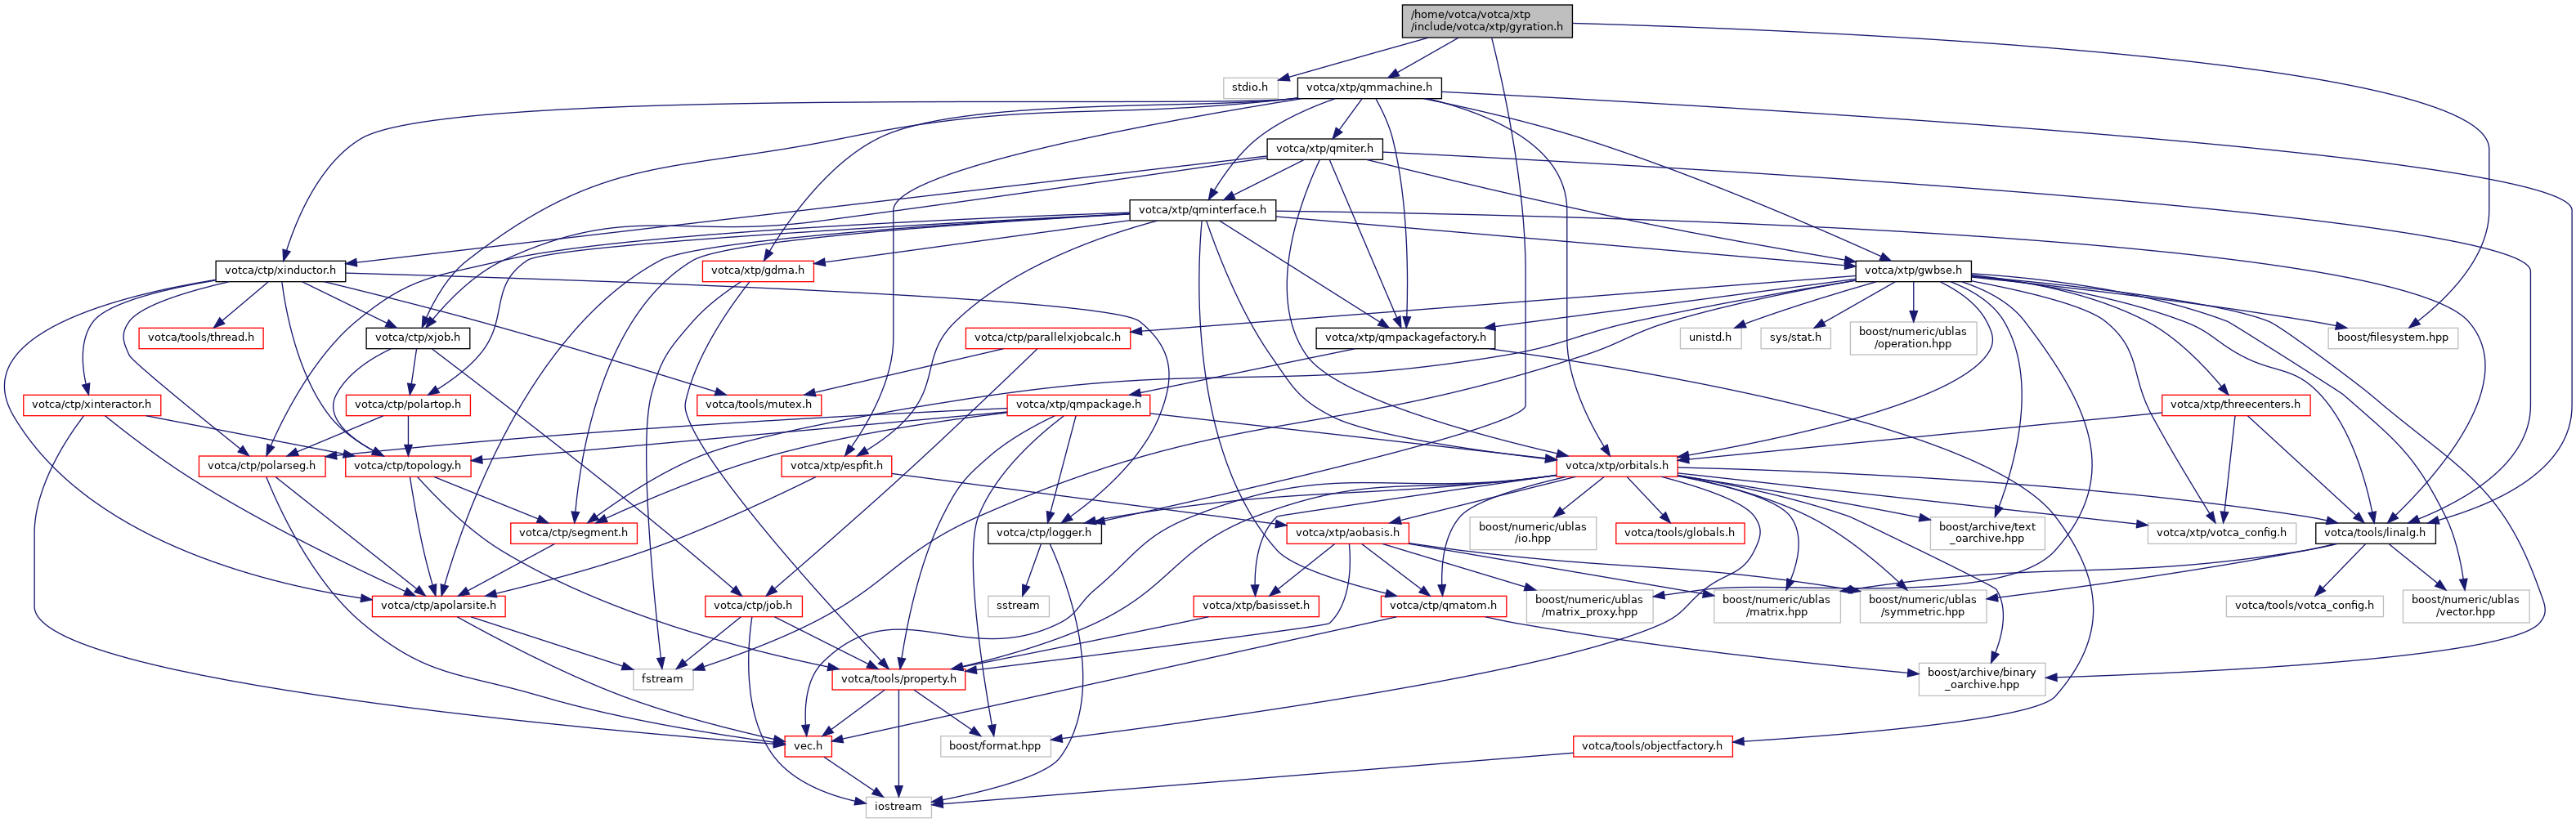 /home/votca/votca/xtp
/include/votca/xtp/gyration.h
stdio.h
votca/xtp/qmmachine.h
votca/xtp/qmiter.h
votca/xtp/qminterface.h
votca/ctp/xinductor.h
votca/xtp/gdma.h
votca/xtp/gwbse.h
votca/tools/thread.h
votca/ctp/xjob.h
votca/ctp/parallelxjobcalc.h
votca/xtp/qmpackagefactory.h
unistd.h
sys/stat.h
boost/numeric/ublas
/operation.hpp
boost/filesystem.hpp
votca/ctp/xinteractor.h
votca/ctp/polartop.h
votca/tools/mutex.h
votca/xtp/qmpackage.h
votca/xtp/threecenters.h
votca/ctp/polarseg.h
votca/ctp/topology.h
votca/xtp/espfit.h
votca/xtp/orbitals.h
votca/ctp/segment.h
votca/ctp/logger.h
votca/xtp/aobasis.h
boost/numeric/ublas
/io.hpp
votca/tools/globals.h
boost/archive/text
_oarchive.hpp
votca/xtp/votca_config.h
votca/tools/linalg.h
votca/ctp/apolarsite.h
votca/ctp/job.h
sstream
votca/xtp/basisset.h
votca/ctp/qmatom.h
boost/numeric/ublas
/matrix_proxy.hpp
boost/numeric/ublas
/matrix.hpp
boost/numeric/ublas
/symmetric.hpp
votca/tools/votca_config.h
boost/numeric/ublas
/vector.hpp
fstream
votca/tools/property.h
boost/archive/binary
_oarchive.hpp
vec.h
boost/format.hpp
votca/tools/objectfactory.h
iostream